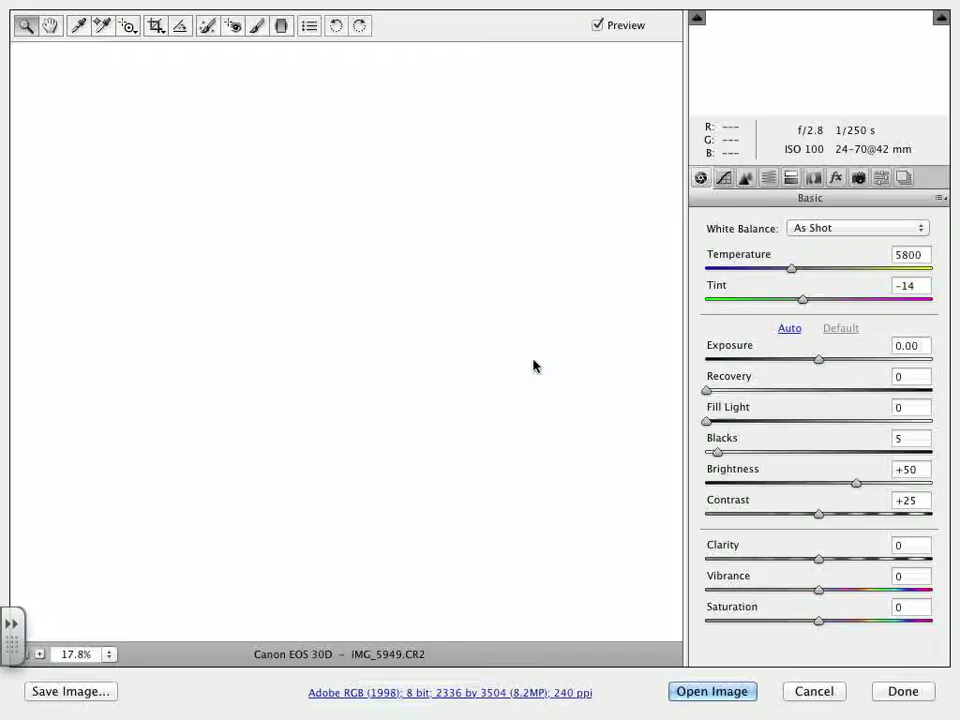 Preview
R: ---
G: ---
B: ---
f/2.8 1/250 s
ISO 100 24-70@42 mm
fx
Basic
White Balance: As Shot
Temperature 5800
Tint -14
Auto Default
Exposure 0.00
Recovery 0
Fill Light 0
Blacks 5
Brightness +50
Contrast +25
Clarity 0
Vibrance 0
Saturation 0
17.8% Canon EOS 30D - IMG_5949.CR2
Save Image... Adobe RGB (1998); 8 bit; 2336 by 3504 (8.2MP); 240 ppi Open Image Cancel Done